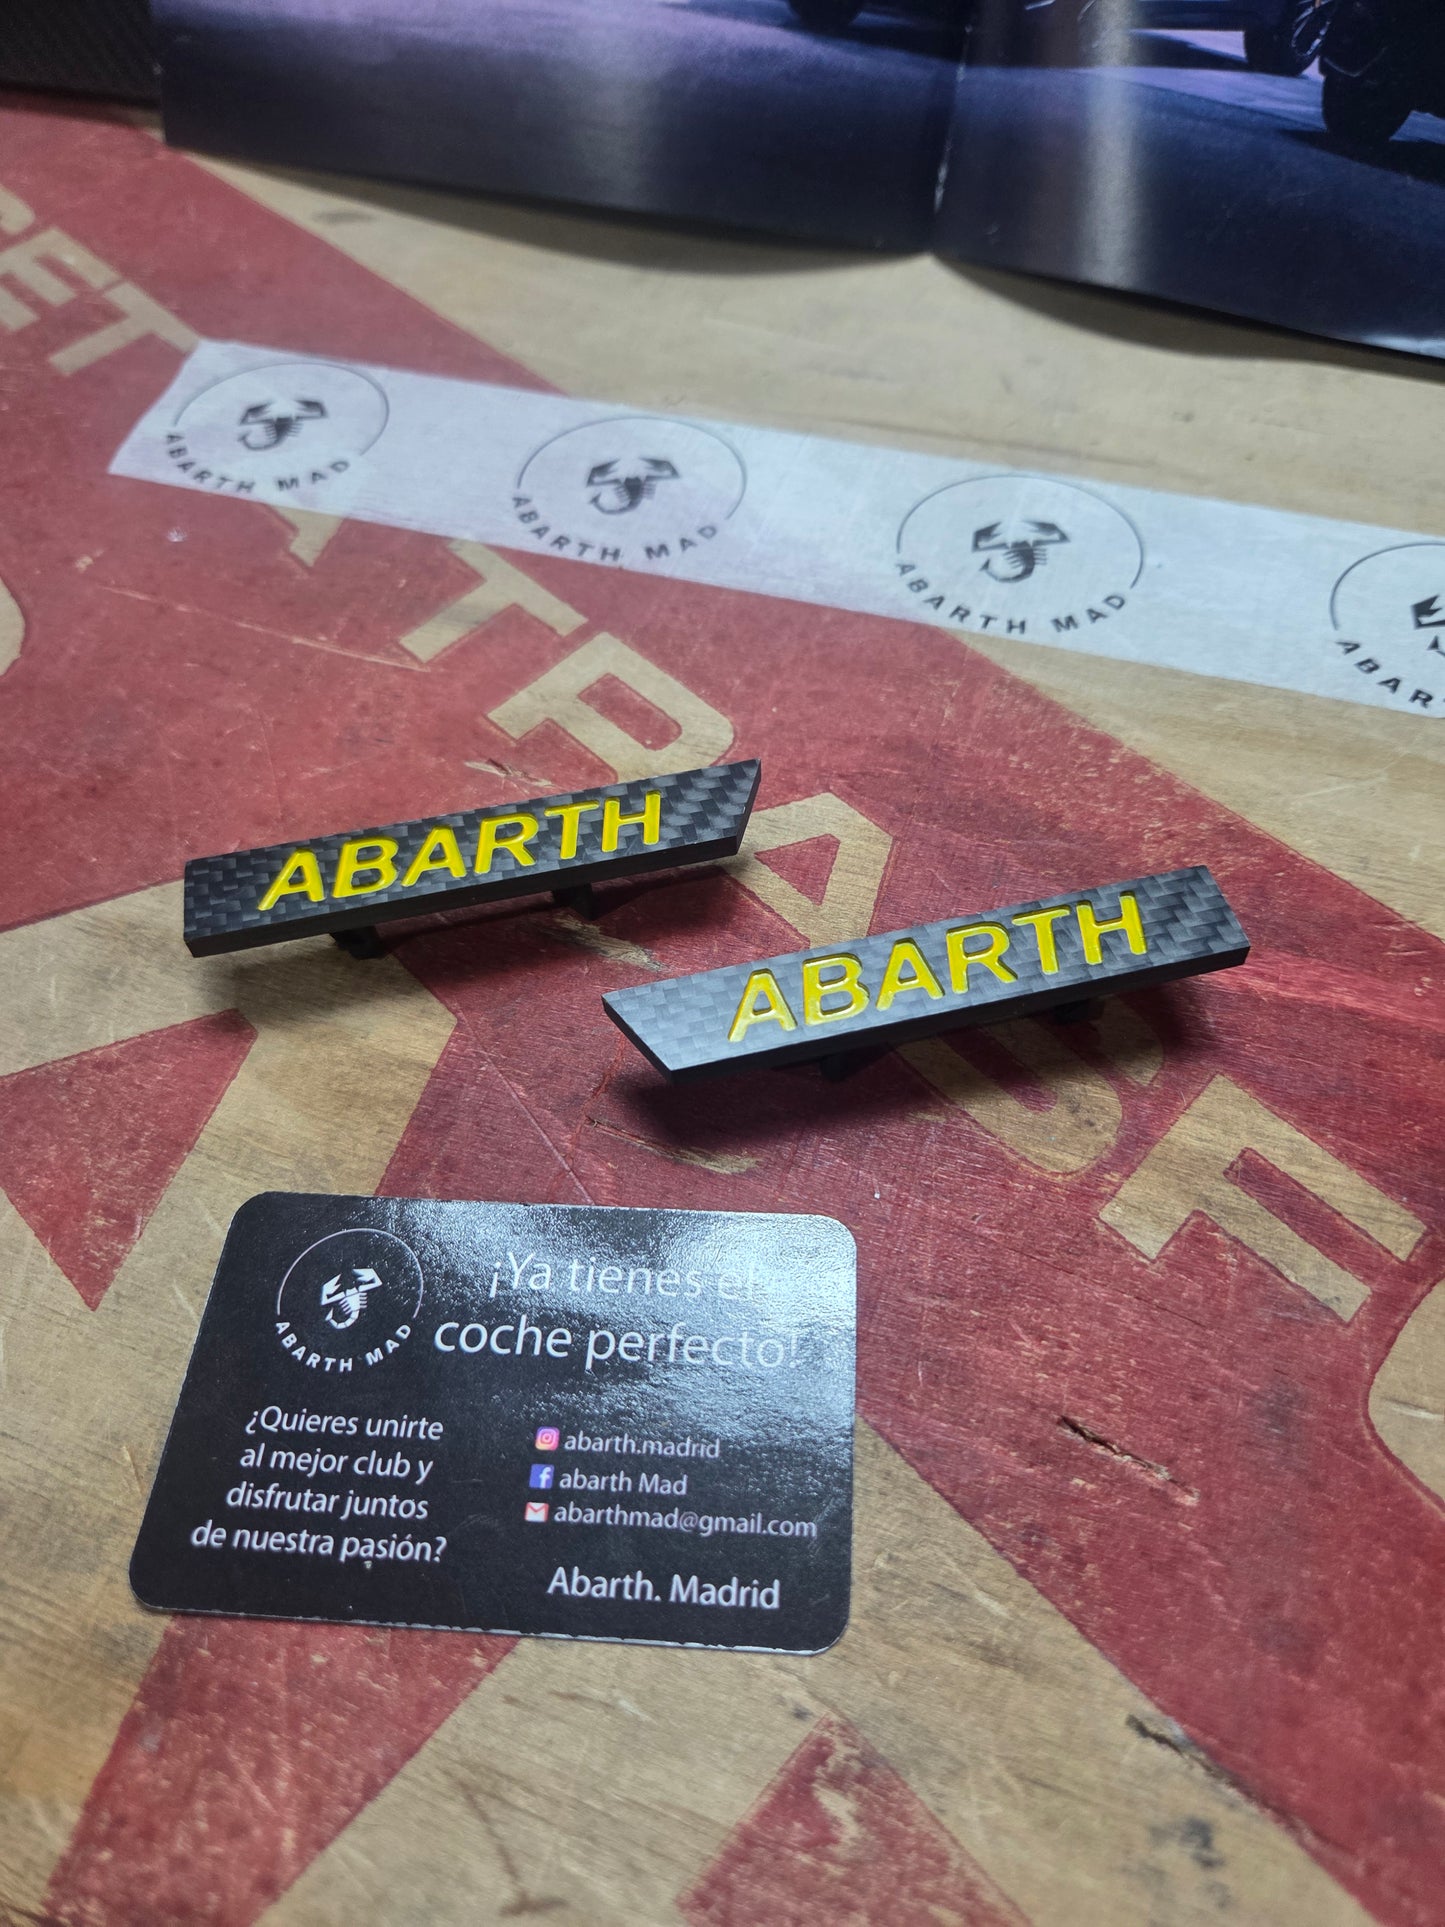 ABARTH MAD
ABARTH MAD
ABARTH MAD
ABARTH
ABARTH
ABARTH MAD
¡Ya tienes el
coche perfecto!
¿Quieres unirte
al mejor club y
disfrutar juntos
de nuestra pasión?
abarth.madrid
abarth Mad
abarthmad@gmail.com
Abarth. Madrid